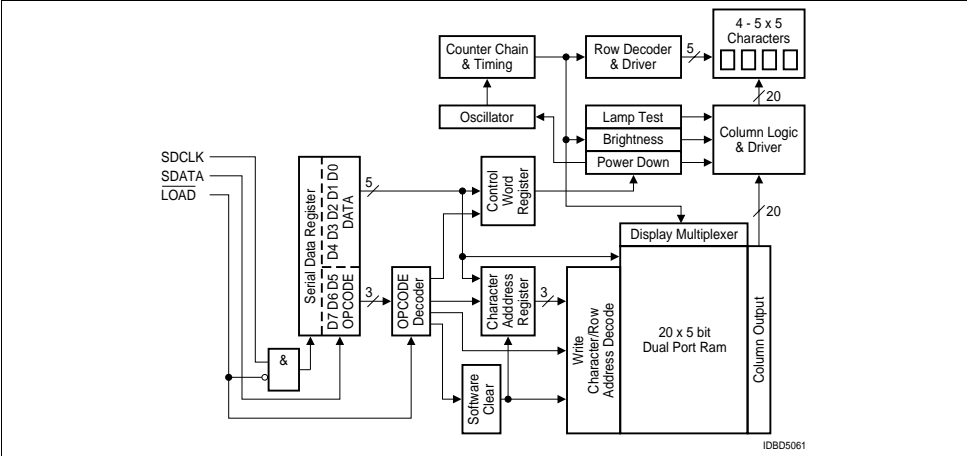 4 - 5 x 5
Characters
Counter Chain
& Timing
Row Decoder
& Driver
5
20
Oscillator
Lamp Test
Brightness
Power Down
Column Logic
& Driver
SDCLK
SDATA
LOAD
Serial Data Register
D4 D3 D2 D1 D0
DATA
D7 D6 D5
OPCODE
5
3
OPCODE
Decoder
Control
Word
Register
Character
Adddress
Register
3
20
Display Multiplexer
Write
Character/Row
Address Decode
20 x 5 bit
Dual Port Ram
Column Output
&
Software
Clear
IDBD5061